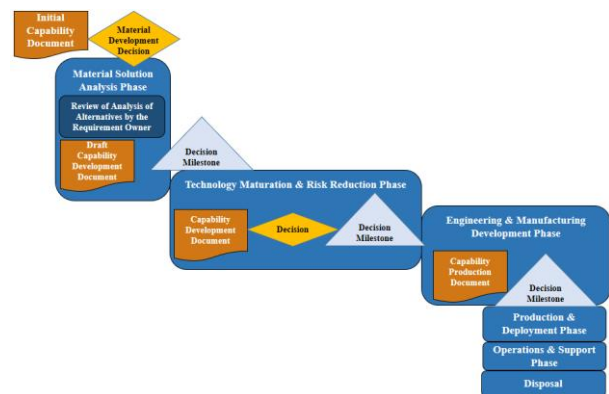 Initial
Capability
Document
Material
Development
Decision
Material Solution
Analysis Phase
Review of Analysis of
Alternatives by the
Requirement Owner
Draft
Capability
Development
Document
Decision
Milestone
Technology Maturation & Risk Reduction Phase
Capability
Development
Document
Decision
Decision
Milestone
Engineering & Manufacturing
Development Phase
Capability
Production
Document
Decision
Milestone
Production &
Deployment Phase
Operations & Support
Phase
Disposal